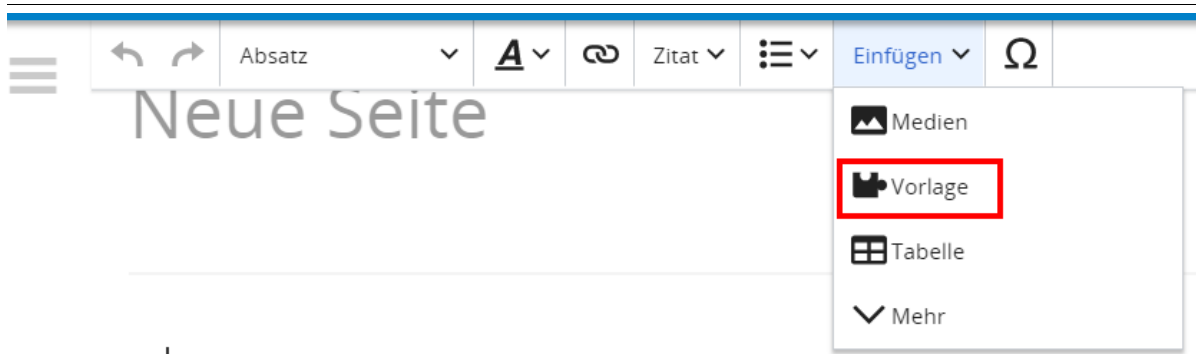 Absatz A Zitat Einfügen Ω
Neue Seite
Medien
Vorlage
Tabelle
Mehr